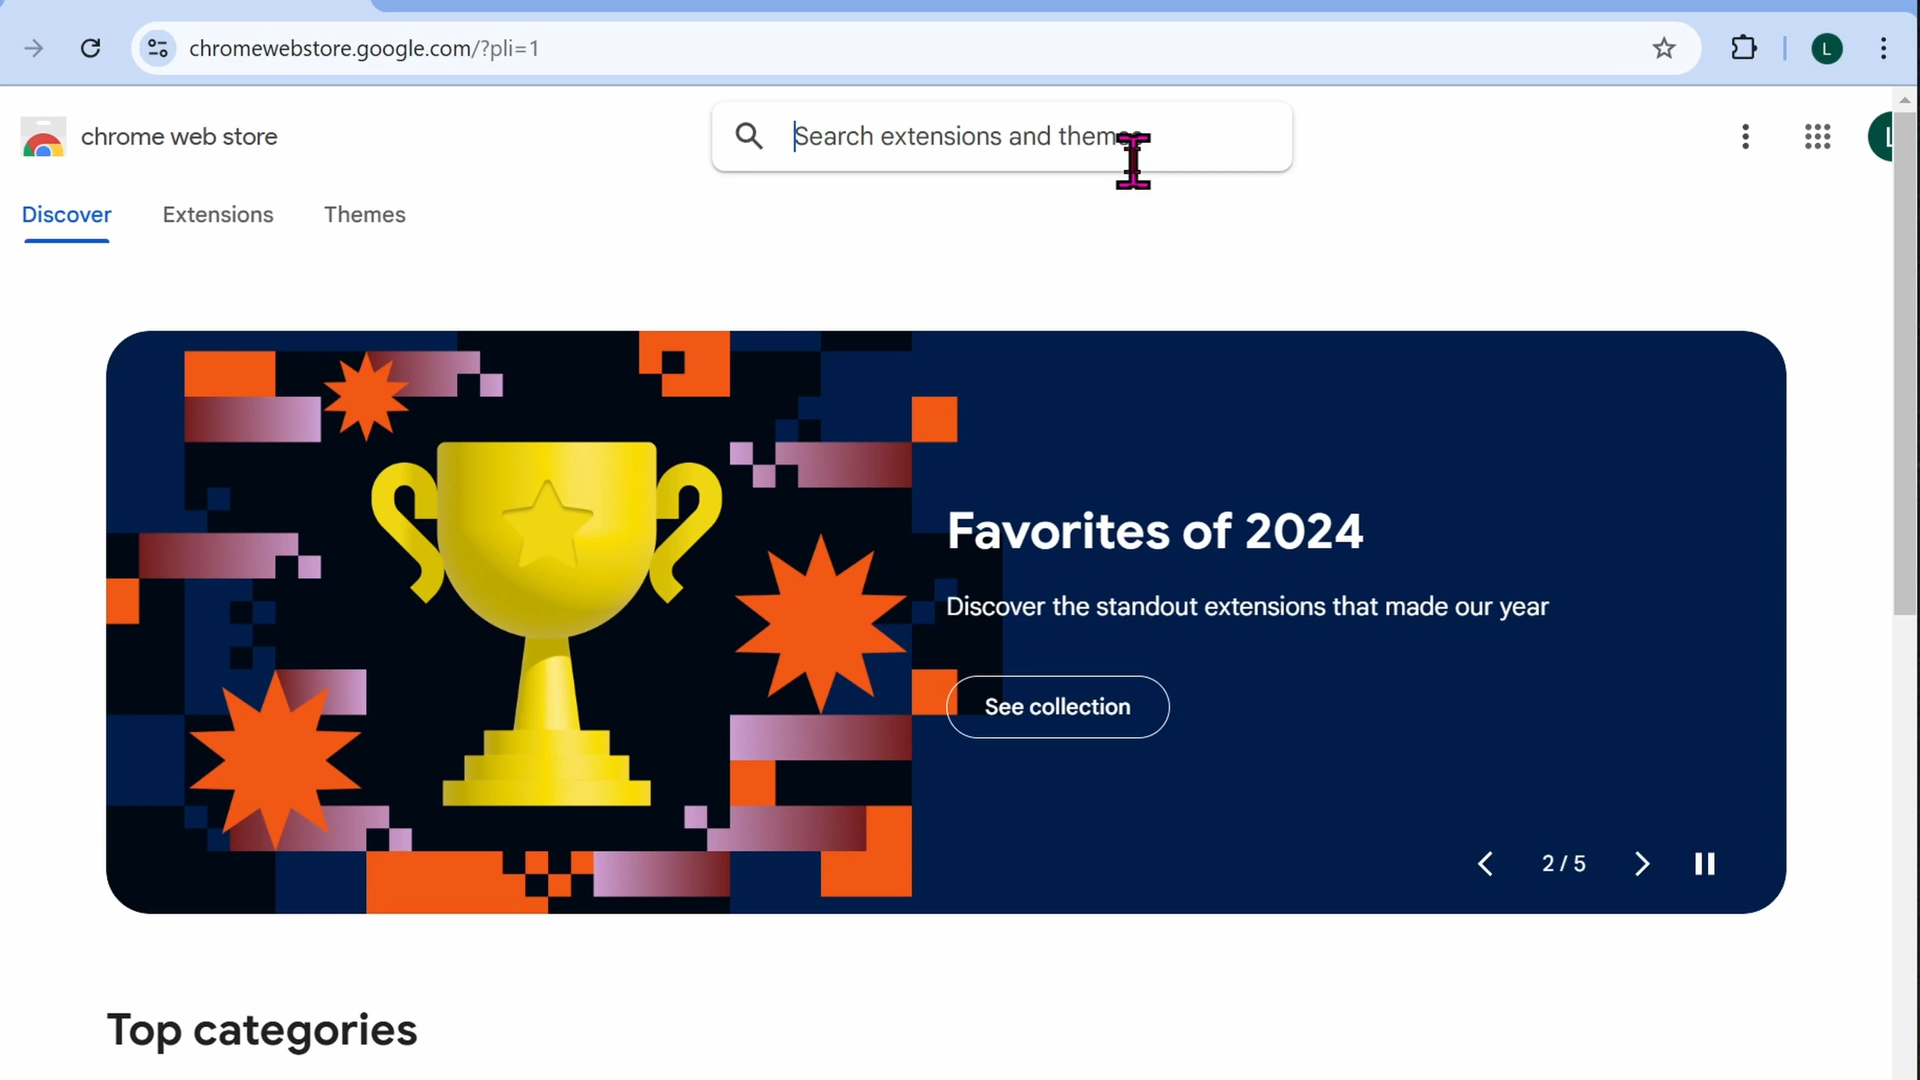 chromewebstore.google.com/?pli=1
L
chrome web store
Search extensions and themes
L
Discover
Extensions
Themes
Favorites of 2024
Discover the standout extensions that made our year
See collection
2 / 5
Top categories